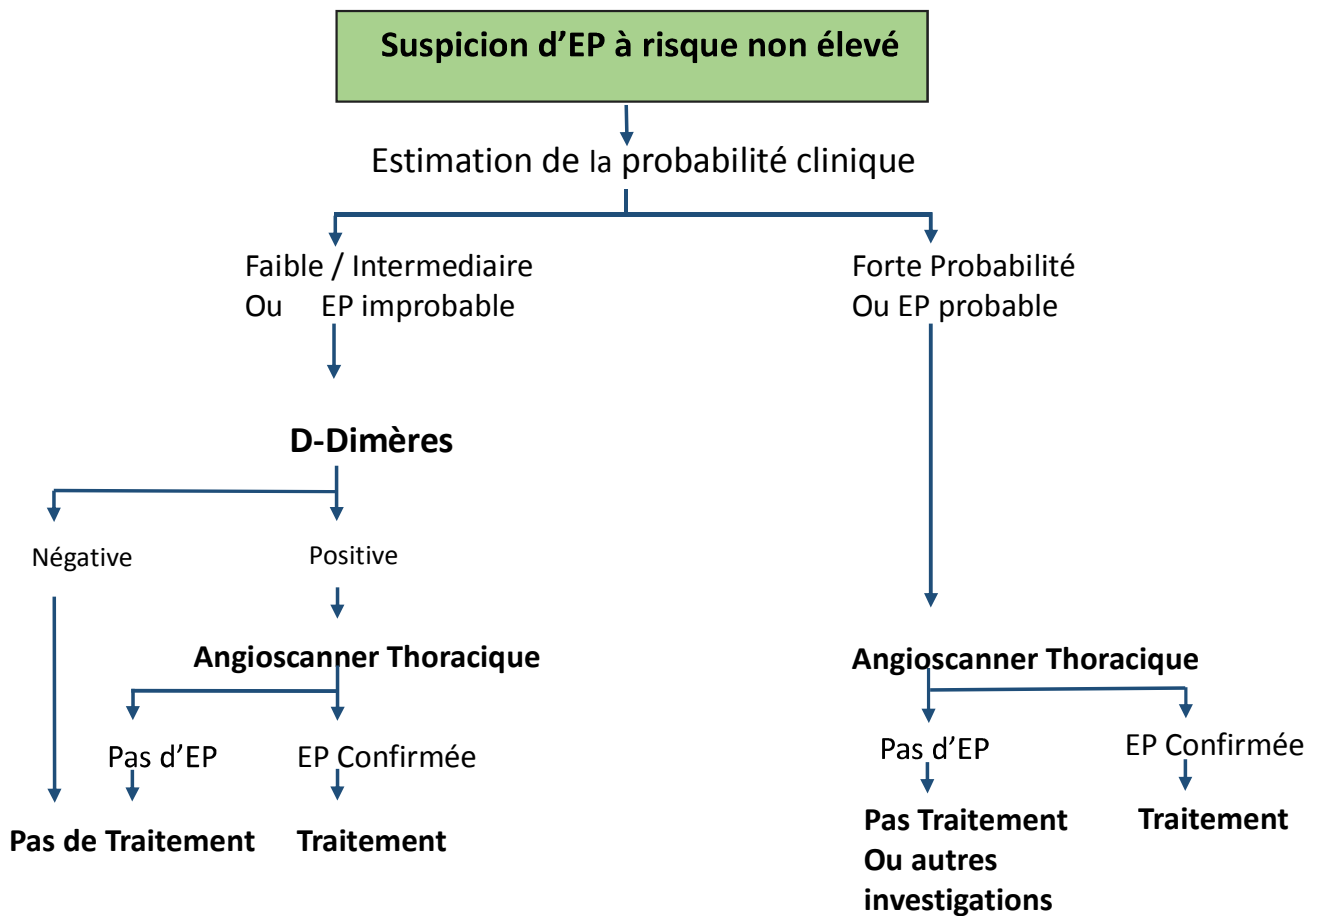 Suspicion d’EP à risque non élevé
Estimation de la probabilité clinique
Faible / Intermediaire
Ou EP improbable
Forte Probabilité
Ou EP probable
D-Dimères
Négative
Positive
Angioscanner Thoracique
Angioscanner Thoracique
Pas d’EP
EP Confirmée
Pas d’EP
EP Confirmée
Pas de Traitement
Traitement
Pas Traitement
Ou autres
investigations
Traitement